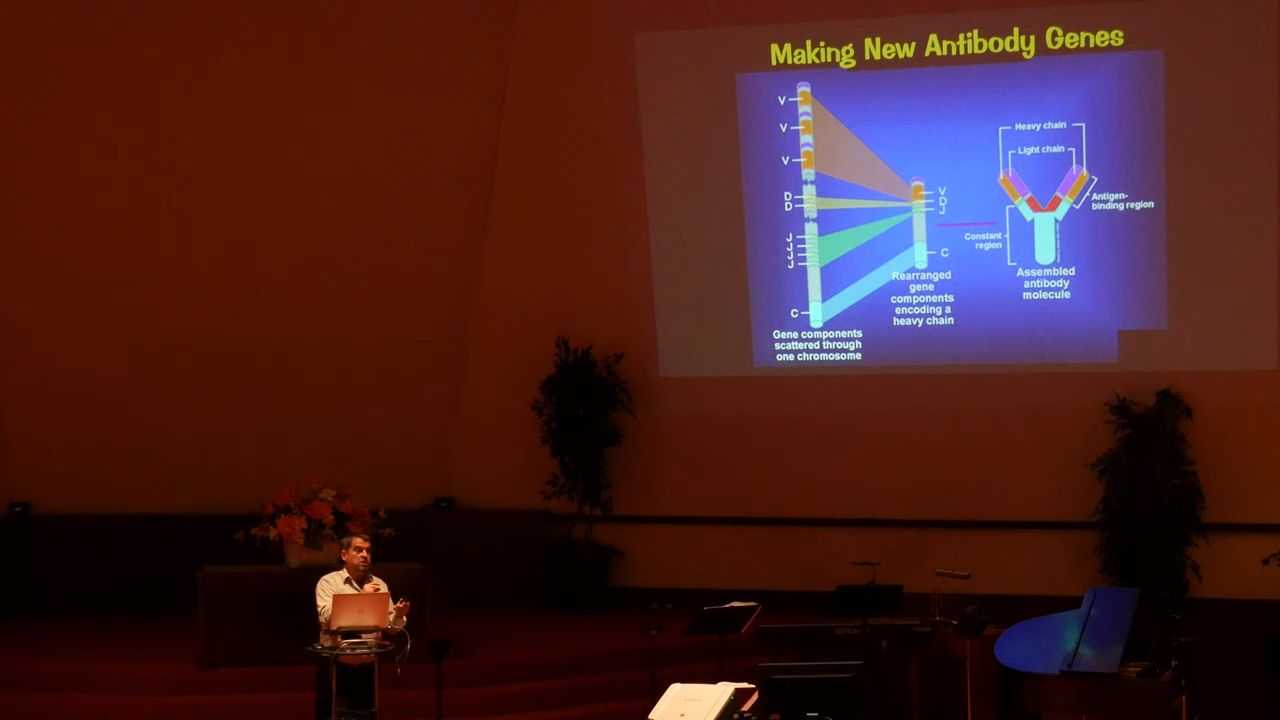 Making New Antibody Genes
V
V
V
D
D
J
J
J
J
C
Gene components
scattered through
one chromosome
V
D
J
C
Rearranged
gene
components
encoding a
heavy chain
Heavy chain
Light chain
Antigen-
binding region
Constant
region
Assembled
antibody
molecule